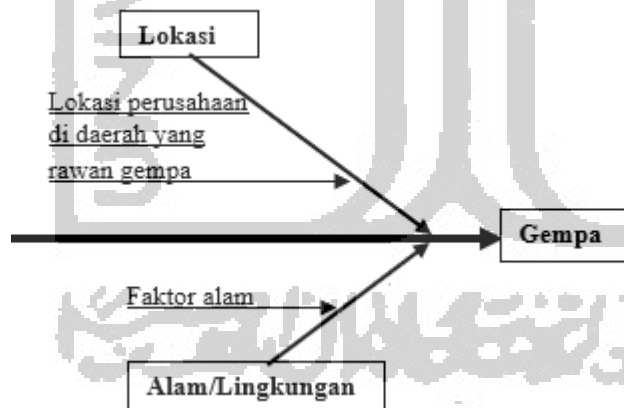 Lokasi
Lokasi perusahaan
di daerah yang
rawan gempa
Gempa
Faktor alam
Alam/Lingkungan